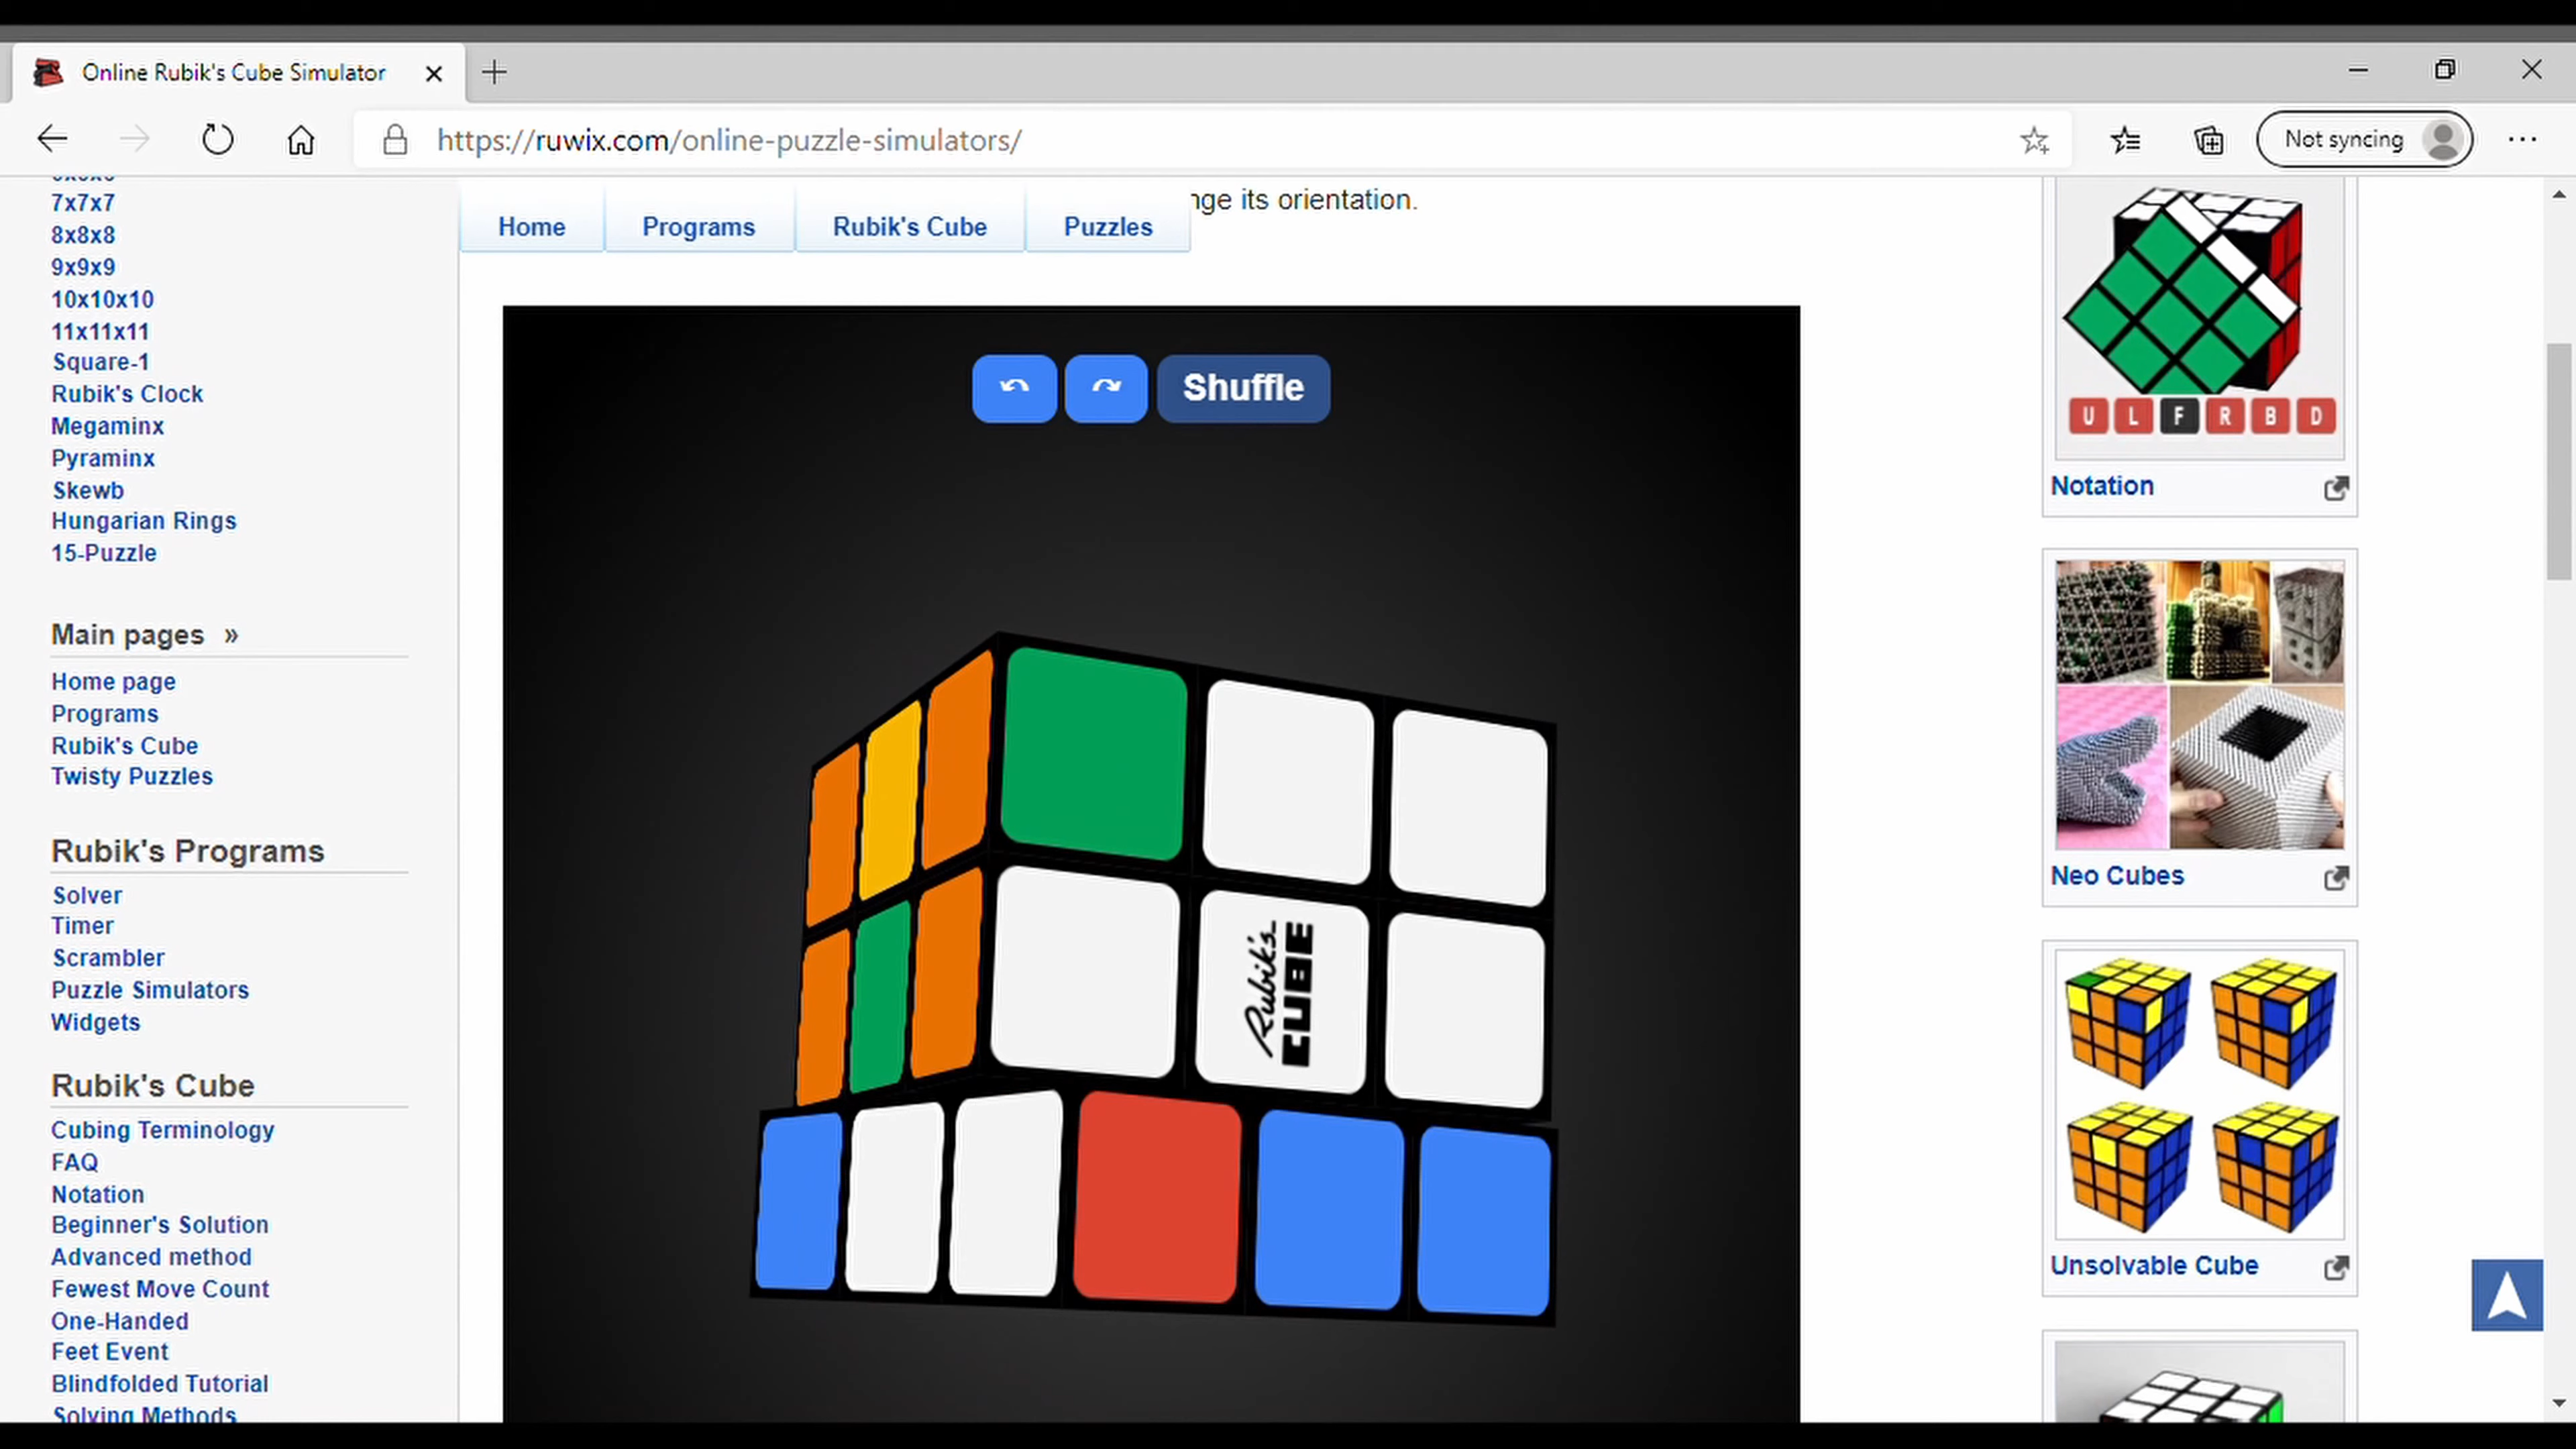 Online Rubik's Cube Simulator
https://ruwix.com/online-puzzle-simulators/
Not syncing
7x7x7
8x8x8
9x9x9
10x10x10
11x11x11
Square-1
Rubik's Clock
Megaminx
Pyraminx
Skewb
Hungarian Rings
15-Puzzle
Main pages »
Home page
Programs
Rubik's Cube
Twisty Puzzles
Rubik's Programs
Solver
Timer
Scrambler
Puzzle Simulators
Widgets
Rubik's Cube
Cubing Terminology
FAQ
Notation
Beginner's Solution
Advanced method
Fewest Move Count
One-Handed
Feet Event
Blindfolded Tutorial
Solving Methods
Home Programs Rubik's Cube Puzzles
its orientation.
Shuffle
Rubik's
CUBE
U L F R B D
Notation
Neo Cubes
Unsolvable Cube